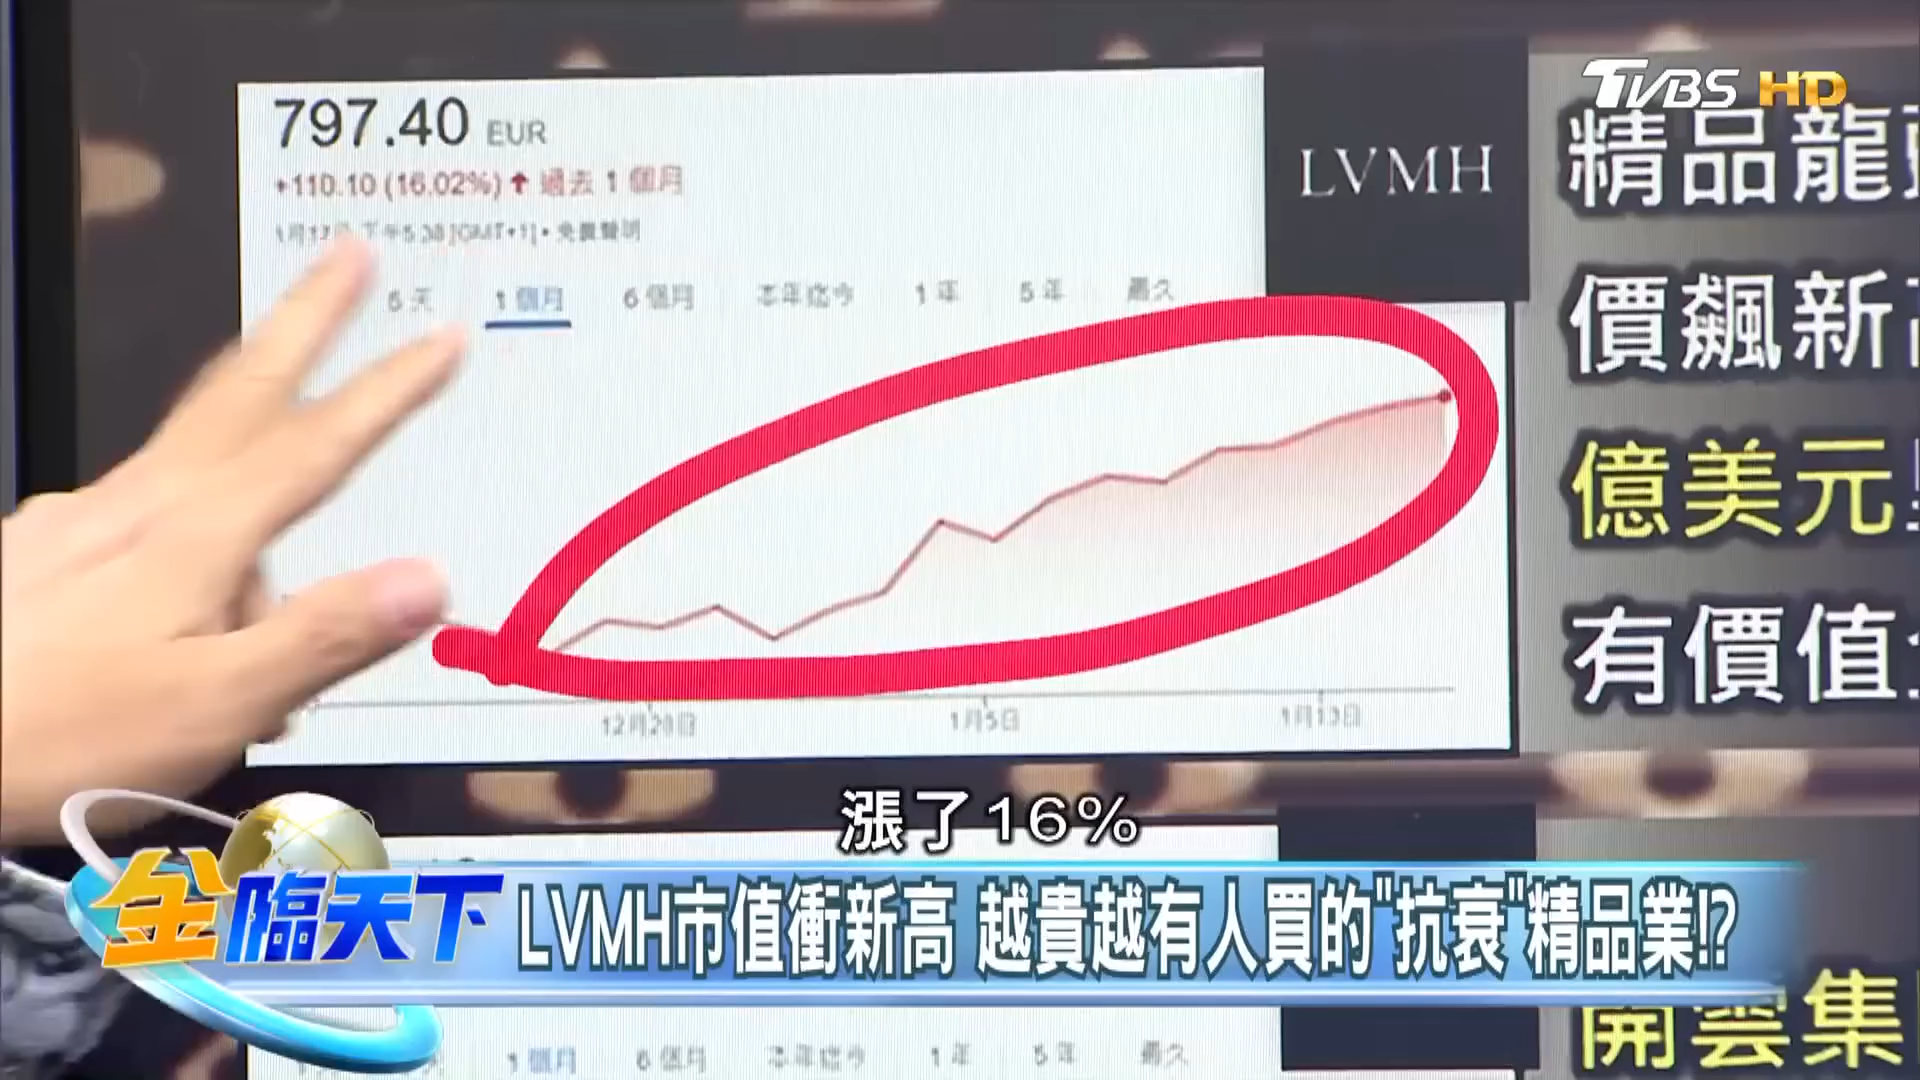 TVBS HD
797.40 EUR
+110.10 (16.02%) ↑ 過去 1 個月
5 天 1 個月 6 個月 本年迄今 1 年 5 年 最久
LVMH
精品龍
價飆新
億美元
有價值
12月28日 1月5日 1月13日
漲了16%
金臨天下
LVMH市值衝新高 越貴越有人買的"抗衰"精品業!?
開雲集
1 個月 6 個月 本年迄今 1 年 5 年 最久